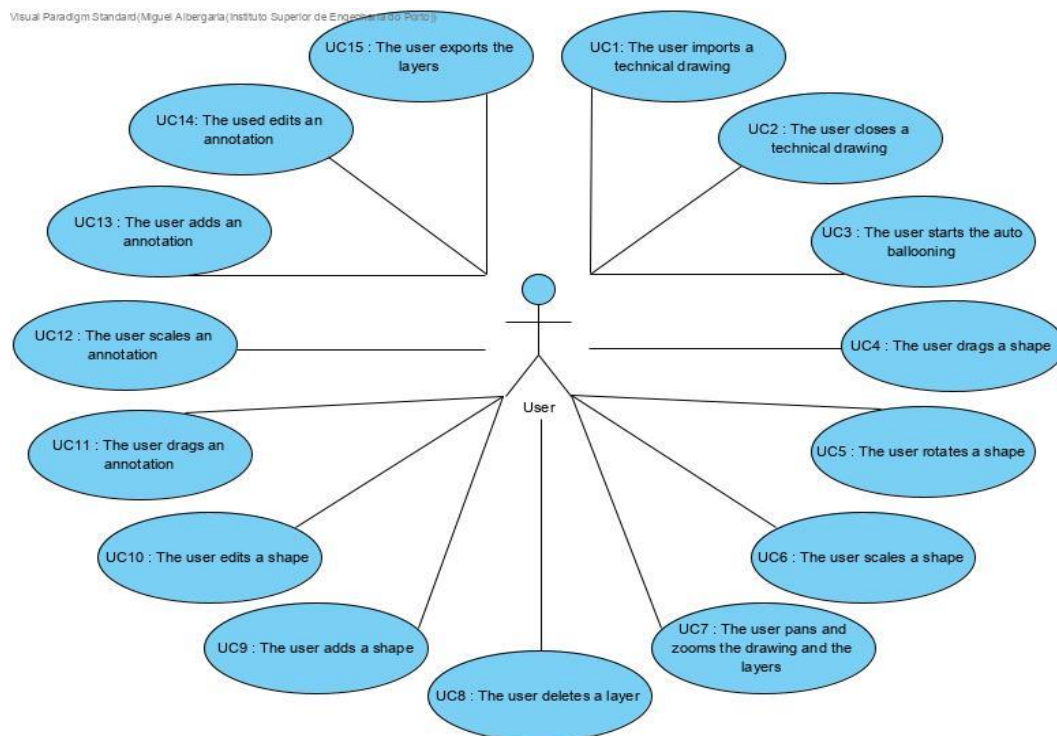 Visual Paradigm Standard(Miguel Albergaria(Instituto Superior de Engenharia do Porto))
UC15 : The user exports the
layers
UC1: The user imports a
technical drawing
UC14: The used edits an
annotation
UC2 : The user closes a
technical drawing
UC13 : The user adds an
annotation
UC3 : The user starts the auto
ballooning
UC12 : The user scales an
annotation
UC4 : The user drags a shape
User
UC11 : The user drags an
annotation
UC5 : The user rotates a shape
UC10 : The user edits a shape
UC6 : The user scales a shape
UC9 : The user adds a shape
UC7 : The user pans and
zooms the drawing and the
layers
UC8 : The user deletes a layer